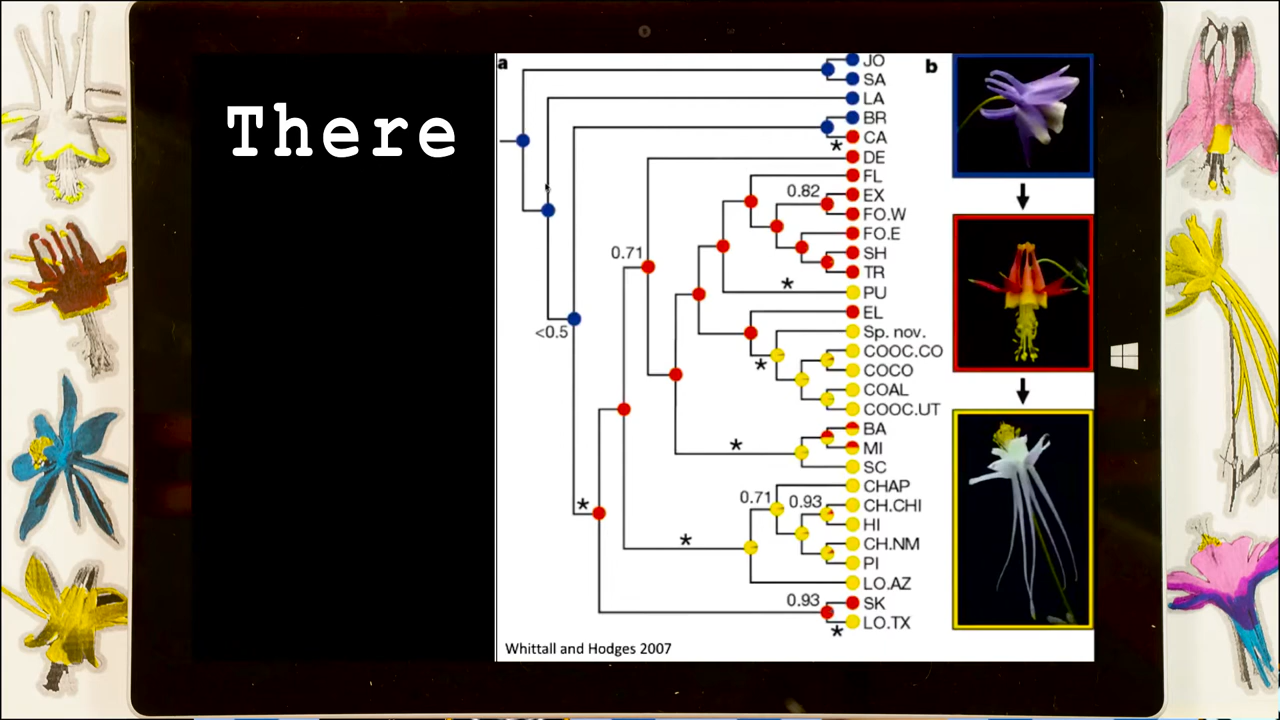 There
a
b
JO
SA
LA
BR
CA
*
DE
FL
0.82
EX
FO.W
FO.E
SH
0.71
TR
*
PU
EL
<0.5
Sp. nov.
COOC.CO
*
COCO
COAL
COOC.UT
BA
*
MI
SC
CHAP
0.71
0.93
CH.CHI
*
HI
*
CH.NM
PI
LO.AZ
0.93
SK
LO.TX
*
Whittall and Hodges 2007